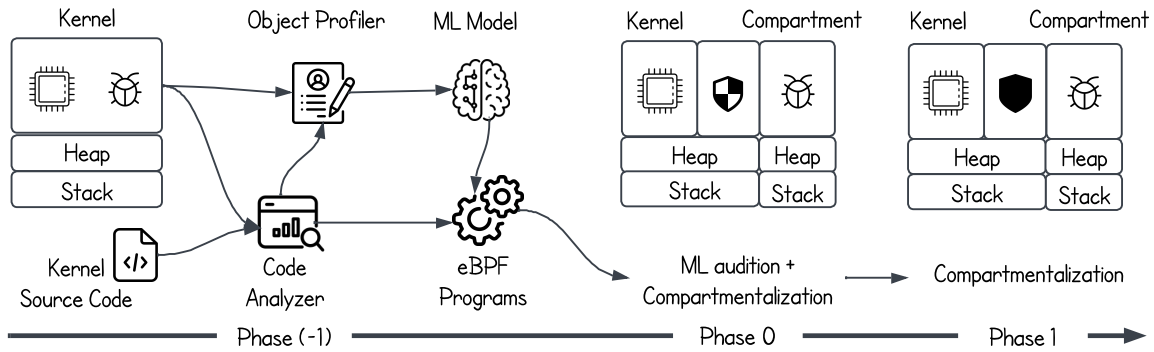 Kernel
Object Profiler
ML Model
Kernel
Compartment
Kernel
Compartment
Heap
Stack
Heap
Heap
Stack
Stack
Heap
Heap
Stack
Stack
Kernel
Source Code
</>
Code
Analyzer
eBPF
Programs
ML audition +
Compartmentalization
Compartmentalization
Phase (-1)
Phase 0
Phase 1